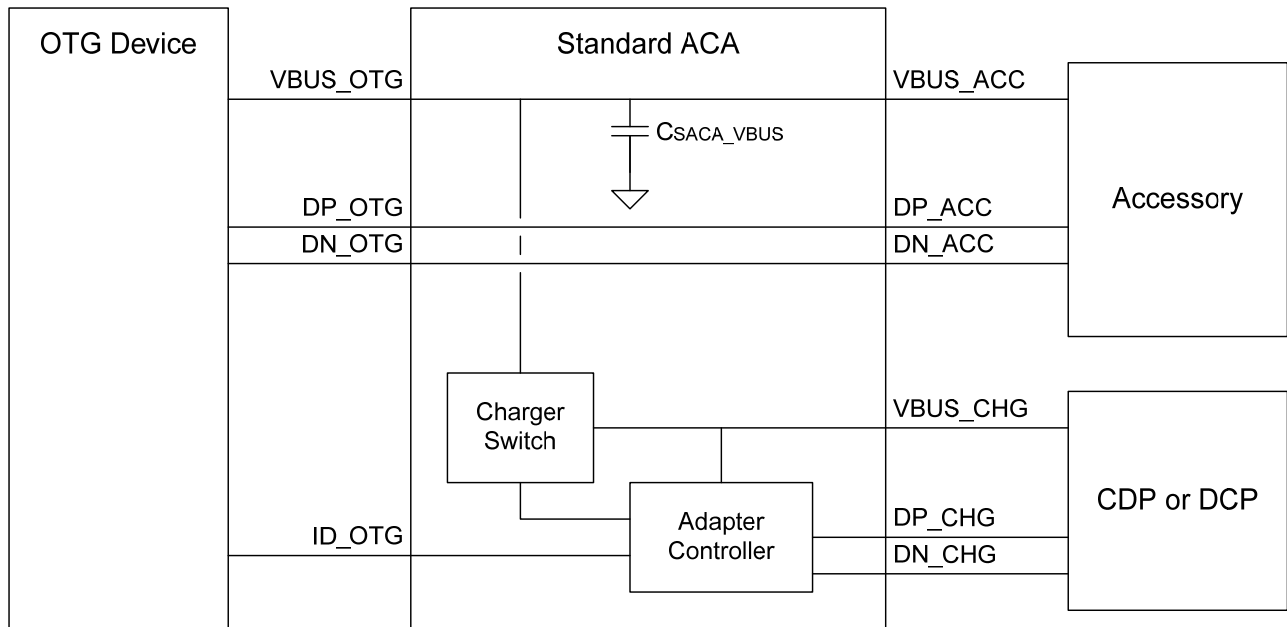 OTG Device
Standard ACA
VBUS_OTG
VBUS_ACC
CSACA_VBUS
Accessory
DP_OTG
DP_ACC
DN_OTG
DN_ACC
Charger
Switch
VBUS_CHG
CDP or DCP
Adapter
Controller
DP_CHG
ID_OTG
DN_CHG